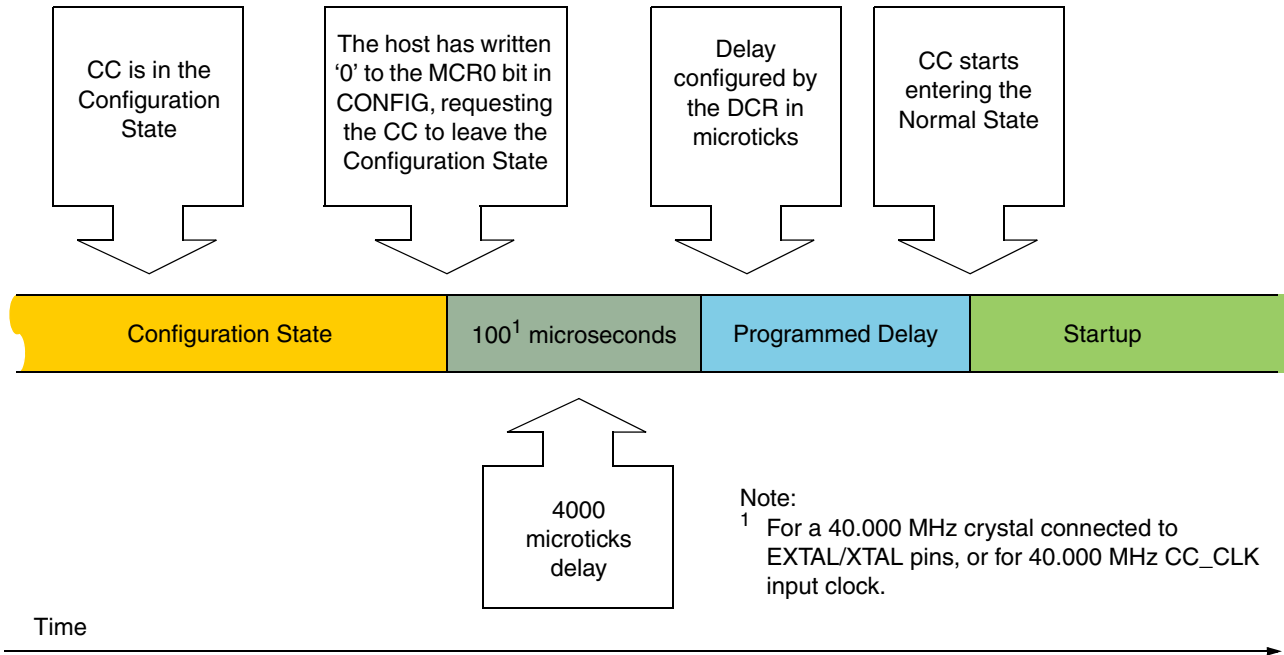 CC is in the
Configuration
State
The host has written
‘0’ to the MCR0 bit in
CONFIG, requesting
the CC to leave the
Configuration State
Delay
configured by
the DCR in
microticks
CC starts
entering the
Normal State
Configuration State
100¹ microseconds
Programmed Delay
Startup
4000
microticks
delay
Note:
¹ For a 40.000 MHz crystal connected to
EXTAL/XTAL pins, or for 40.000 MHz CC_CLK
input clock.
Time